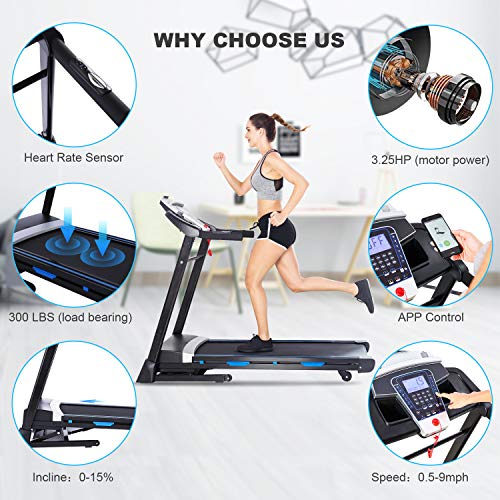 WHY CHOOSE US
Heart Rate Sensor
3.25HP (motor power)
300 LBS (load bearing)
APP Control
Incline: 0-15%
Speed: 0.5-9mph